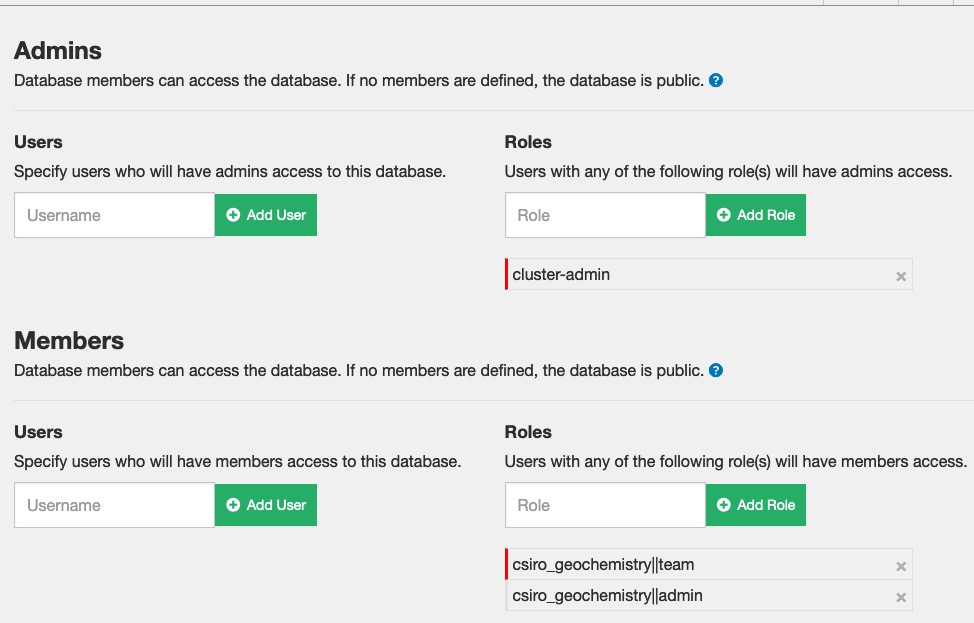 Admins
Database members can access the database. If no members are defined, the database is public. ?
Users
Specify users who will have admins access to this database.
Username
Add User
Roles
Users with any of the following role(s) will have admins access.
Role
Add Role
cluster-admin
Members
Database members can access the database. If no members are defined, the database is public. ?
Users
Specify users who will have members access to this database.
Username
Add User
Roles
Users with any of the following role(s) will have members access.
Role
Add Role
csiro_geochemistry||team
csiro_geochemistry||admin